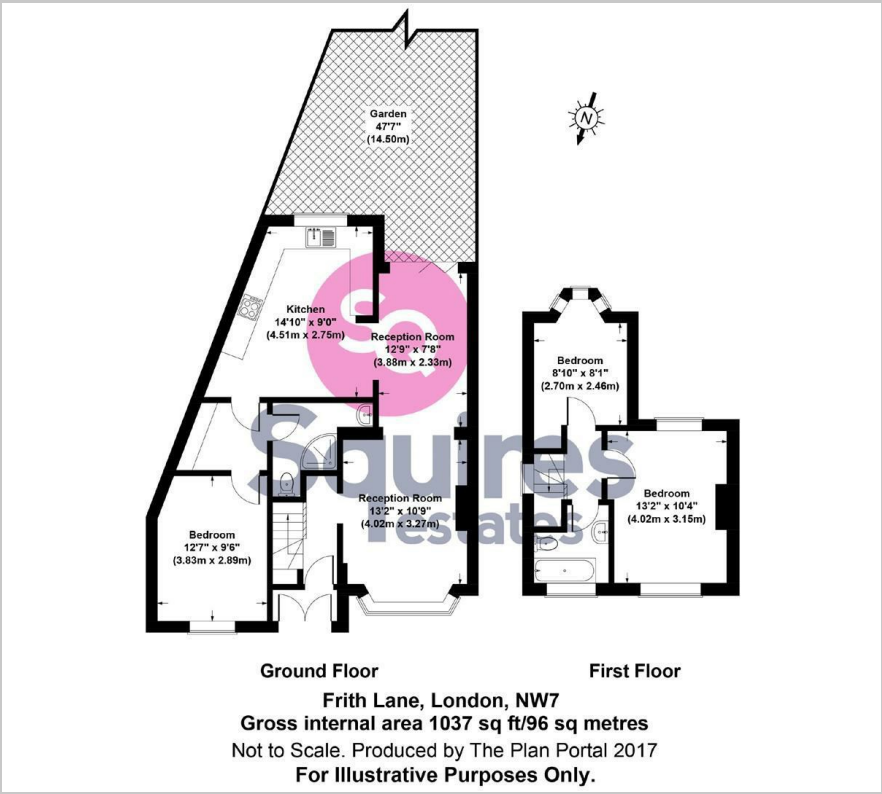 Garden
47'7"
(14.50m)
N
Kitchen
14'10" x 9'0"
(4.51m x 2.75m)
Reception Room
12'9" x 7'8"
(3.88m x 2.33m)
SQ
Squires
estates
Bedroom
8'10" x 8'1"
(2.70m x 2.46m)
Reception Room
13'2" x 10'9"
(4.02m x 3.27m)
Bedroom
13'2" x 10'4"
(4.02m x 3.15m)
Bedroom
12'7" x 9'6"
(3.83m x 2.89m)
Ground Floor
First Floor
Frith Lane, London, NW7
Gross internal area 1037 sq ft/96 sq metres
Not to Scale. Produced by The Plan Portal 2017
For Illustrative Purposes Only.